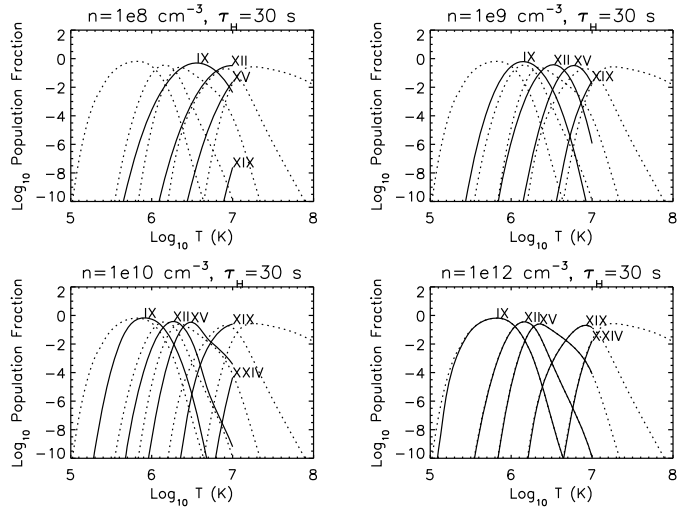 n=1e8 cm⁻³, τ_H=30 s
Log₁₀ Population Fraction
2
0
−2
−4
−6
−8
−10
IX
XII
XV
XIX
5 6 7 8
Log₁₀ T (K)
n=1e9 cm⁻³, τ_H=30 s
Log₁₀ Population Fraction
2
0
−2
−4
−6
−8
−10
IX
XII XV
XIX
5 6 7 8
Log₁₀ T (K)
n=1e10 cm⁻³, τ_H=30 s
Log₁₀ Population Fraction
2
0
−2
−4
−6
−8
−10
IX XII XV XIX
XXIV
5 6 7 8
Log₁₀ T (K)
n=1e12 cm⁻³, τ_H=30 s
Log₁₀ Population Fraction
2
0
−2
−4
−6
−8
−10
IX XII XV XIX
XXIV
5 6 7 8
Log₁₀ T (K)